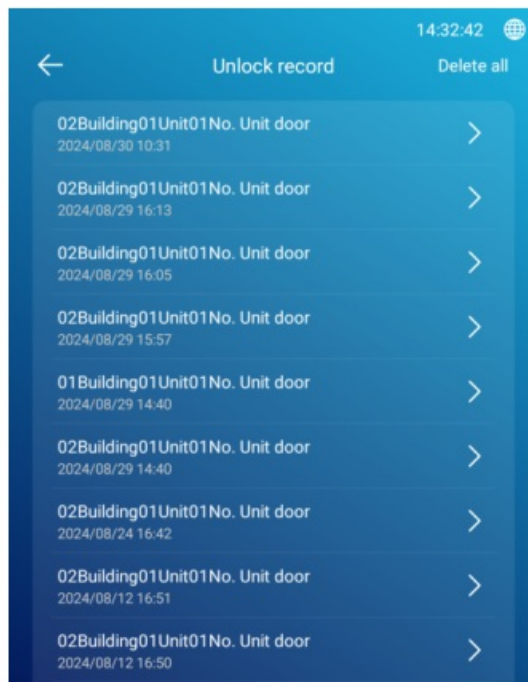 14:32:42
Unlock record
Delete all
02Building01Unit01No. Unit door
2024/08/30 10:31
02Building01Unit01No. Unit door
2024/08/29 16:13
02Building01Unit01No. Unit door
2024/08/29 16:05
02Building01Unit01No. Unit door
2024/08/29 15:57
01Building01Unit01No. Unit door
2024/08/29 14:40
02Building01Unit01No. Unit door
2024/08/29 14:40
02Building01Unit01No. Unit door
2024/08/24 16:42
02Building01Unit01No. Unit door
2024/08/12 16:51
02Building01Unit01No. Unit door
2024/08/12 16:50